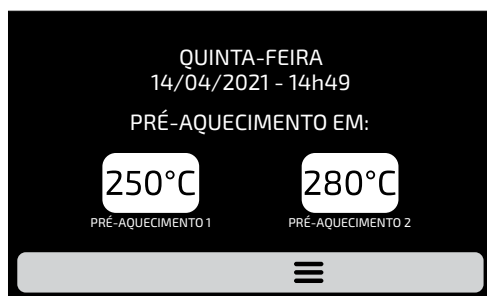 QUINTA-FEIRA
14/04/2021 - 14h49
PRÉ-AQUECIMENTO EM:
250°C 280°C
PRÉ-AQUECIMENTO 1 PRÉ-AQUECIMENTO 2